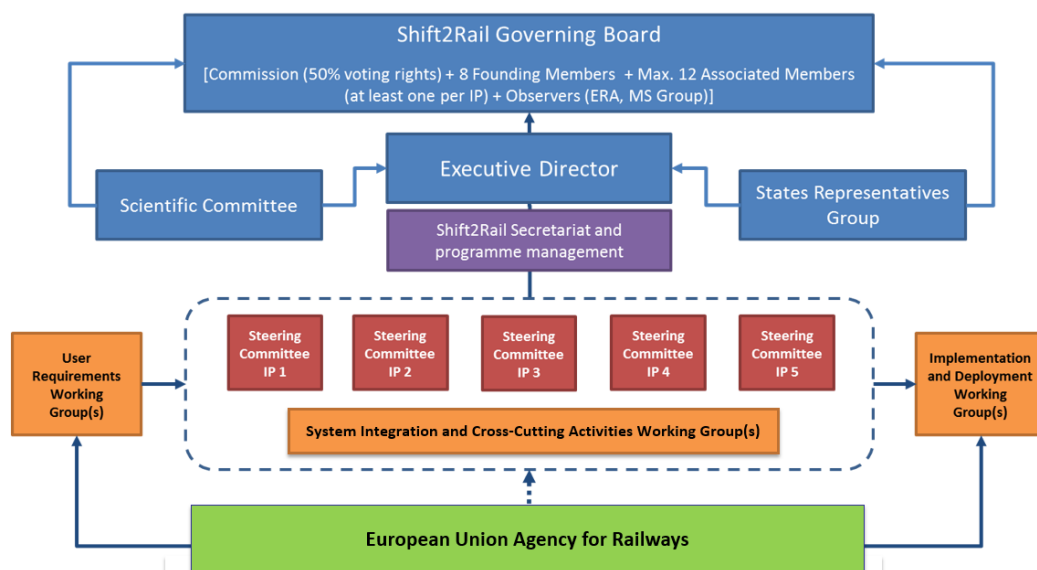 Shift2Rail Governing Board
[Commission (50% voting rights) + 8 Founding Members + Max. 12 Associated Members
(at least one per IP) + Observers (ERA, MS Group)]
Executive Director
Scientific Committee
States Representatives
Group
Shift2Rail Secretariat and
programme management
Steering
Committee
IP 1
Steering
Committee
IP 2
Steering
Committee
IP 3
Steering
Committee
IP 4
Steering
Committee
IP 5
User
Requirements
Working
Group(s)
Implementation
and Deployment
Working
Group(s)
System Integration and Cross-Cutting Activities Working Group(s)
European Union Agency for Railways